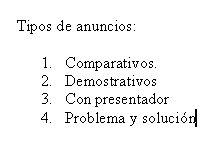 Tipos de anuncios:
1. Comparativos.
2. Demostrativos
3. Con presentador
4. Problema y solución